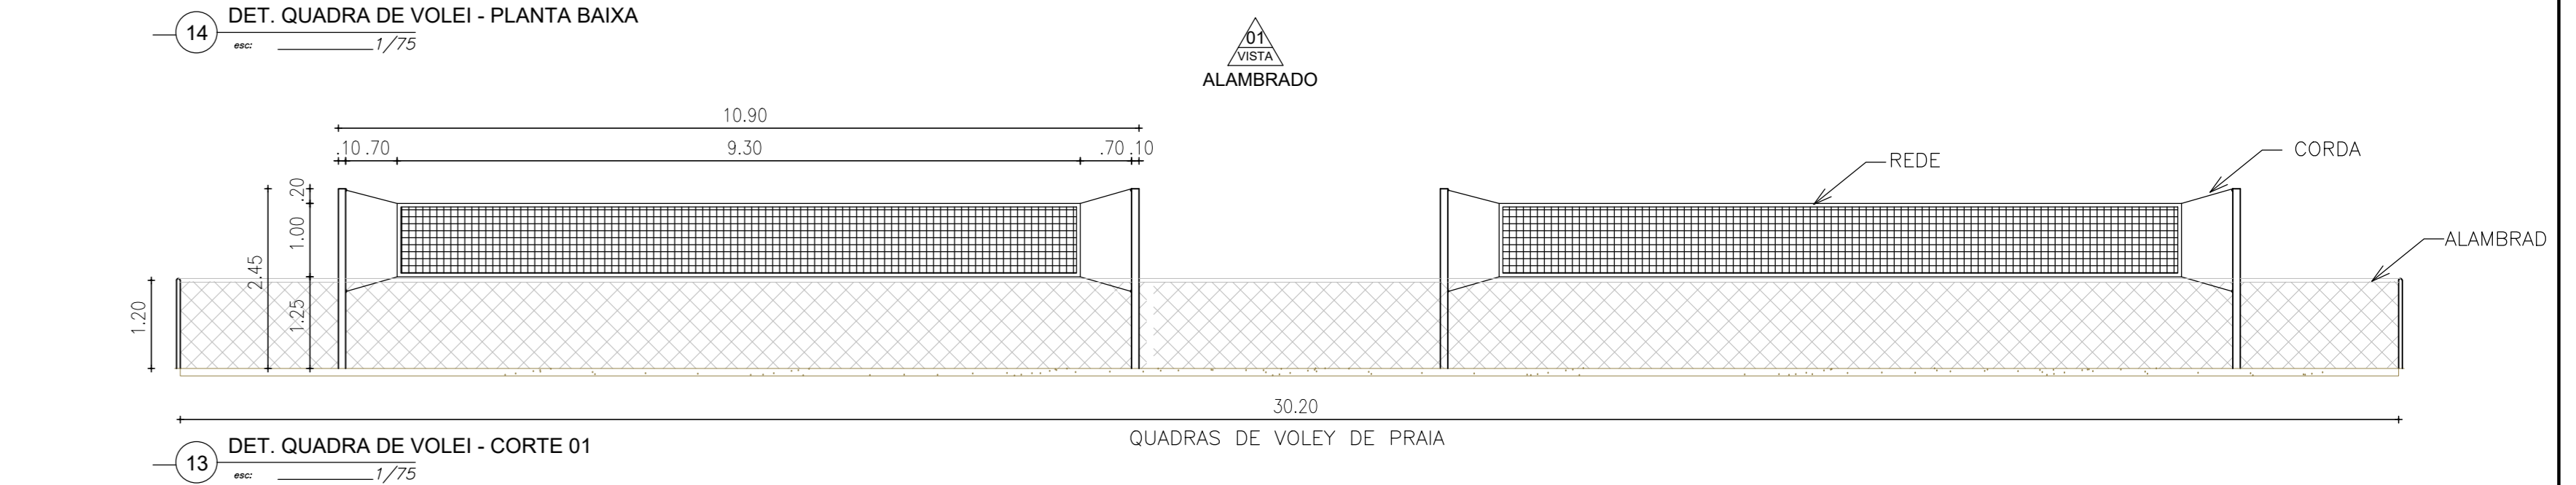 14 DET. QUADRA DE VOLEI - PLANTA BAIXA
esc: 1/75
01
VISTA
ALAMBRADO
10.90
.10 .70 9.30 .70 .10
REDE
CORDA
ALAMBRAD
.20
1.00
2.45
1.25
1.20
30.20
QUADRAS DE VOLEY DE PRAIA
13 DET. QUADRA DE VOLEI - CORTE 01
esc: 1/75